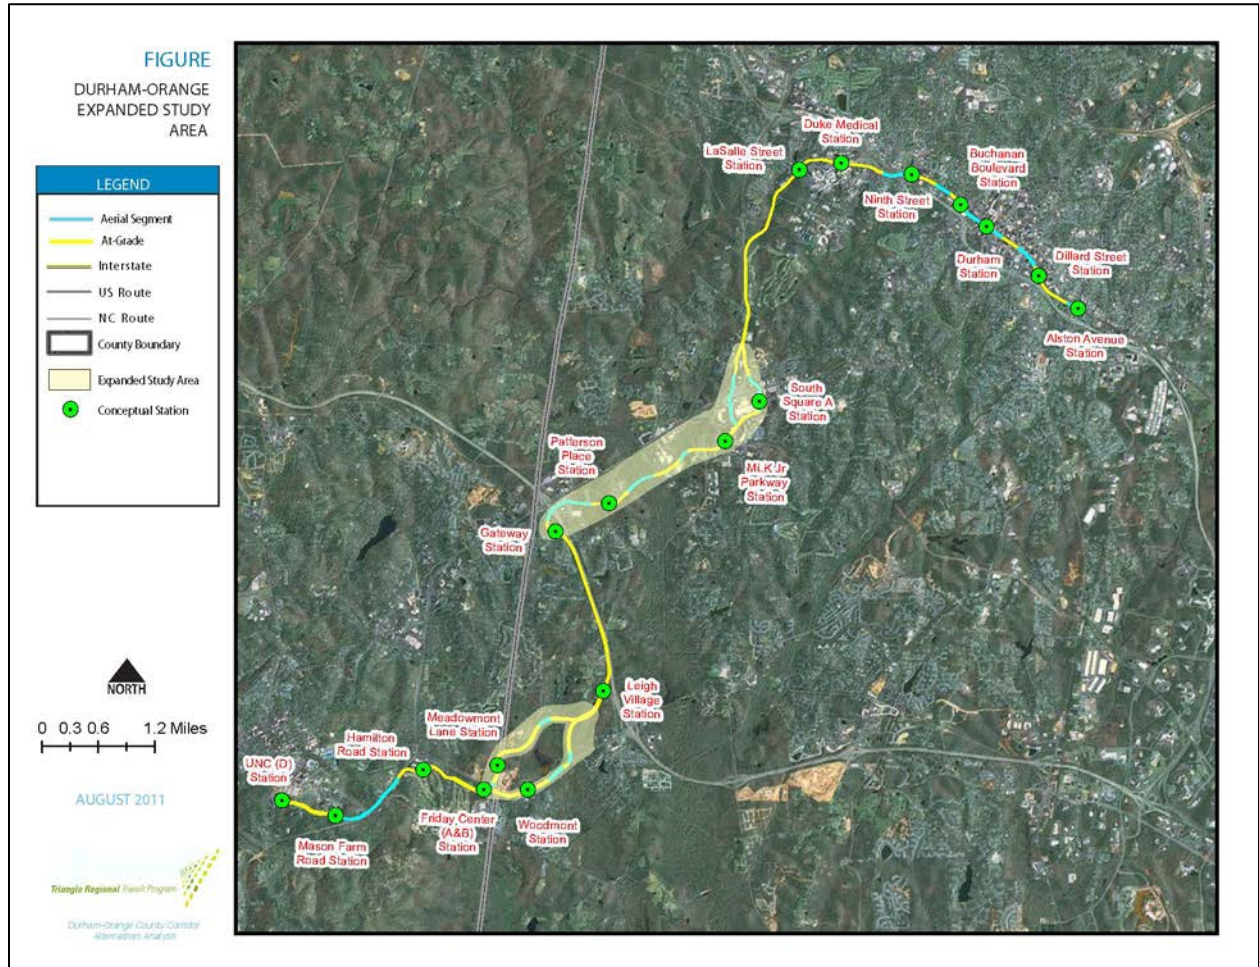 FIGURE
DURHAM-ORANGE
EXPANDED STUDY
AREA
LEGEND
Aerial Segment
At-Grade
Interstate
US Route
NC Route
County Boundary
Expanded Study Area
Conceptual Station
NORTH
0 0.3 0.6 1.2 Miles
AUGUST 2011
Triangle Regional Transit Program
Durham-Orange County Corridor
Alternatives Analysis
Duke Medical
Station
LaSalle Street
Station
Buchanan
Boulevard
Station
Ninth Street
Station
Durham
Station
Dillard Street
Station
Alston Avenue
Station
South
Square A
Station
MLK Jr
Parkway
Station
Patterson
Place
Station
Gateway
Station
Leigh
Village
Station
Meadowmont
Lane Station
Hamilton
Road Station
UNC (D)
Station
Mason Farm
Road Station
Friday Center
(A&B)
Station
Woodmont
Station